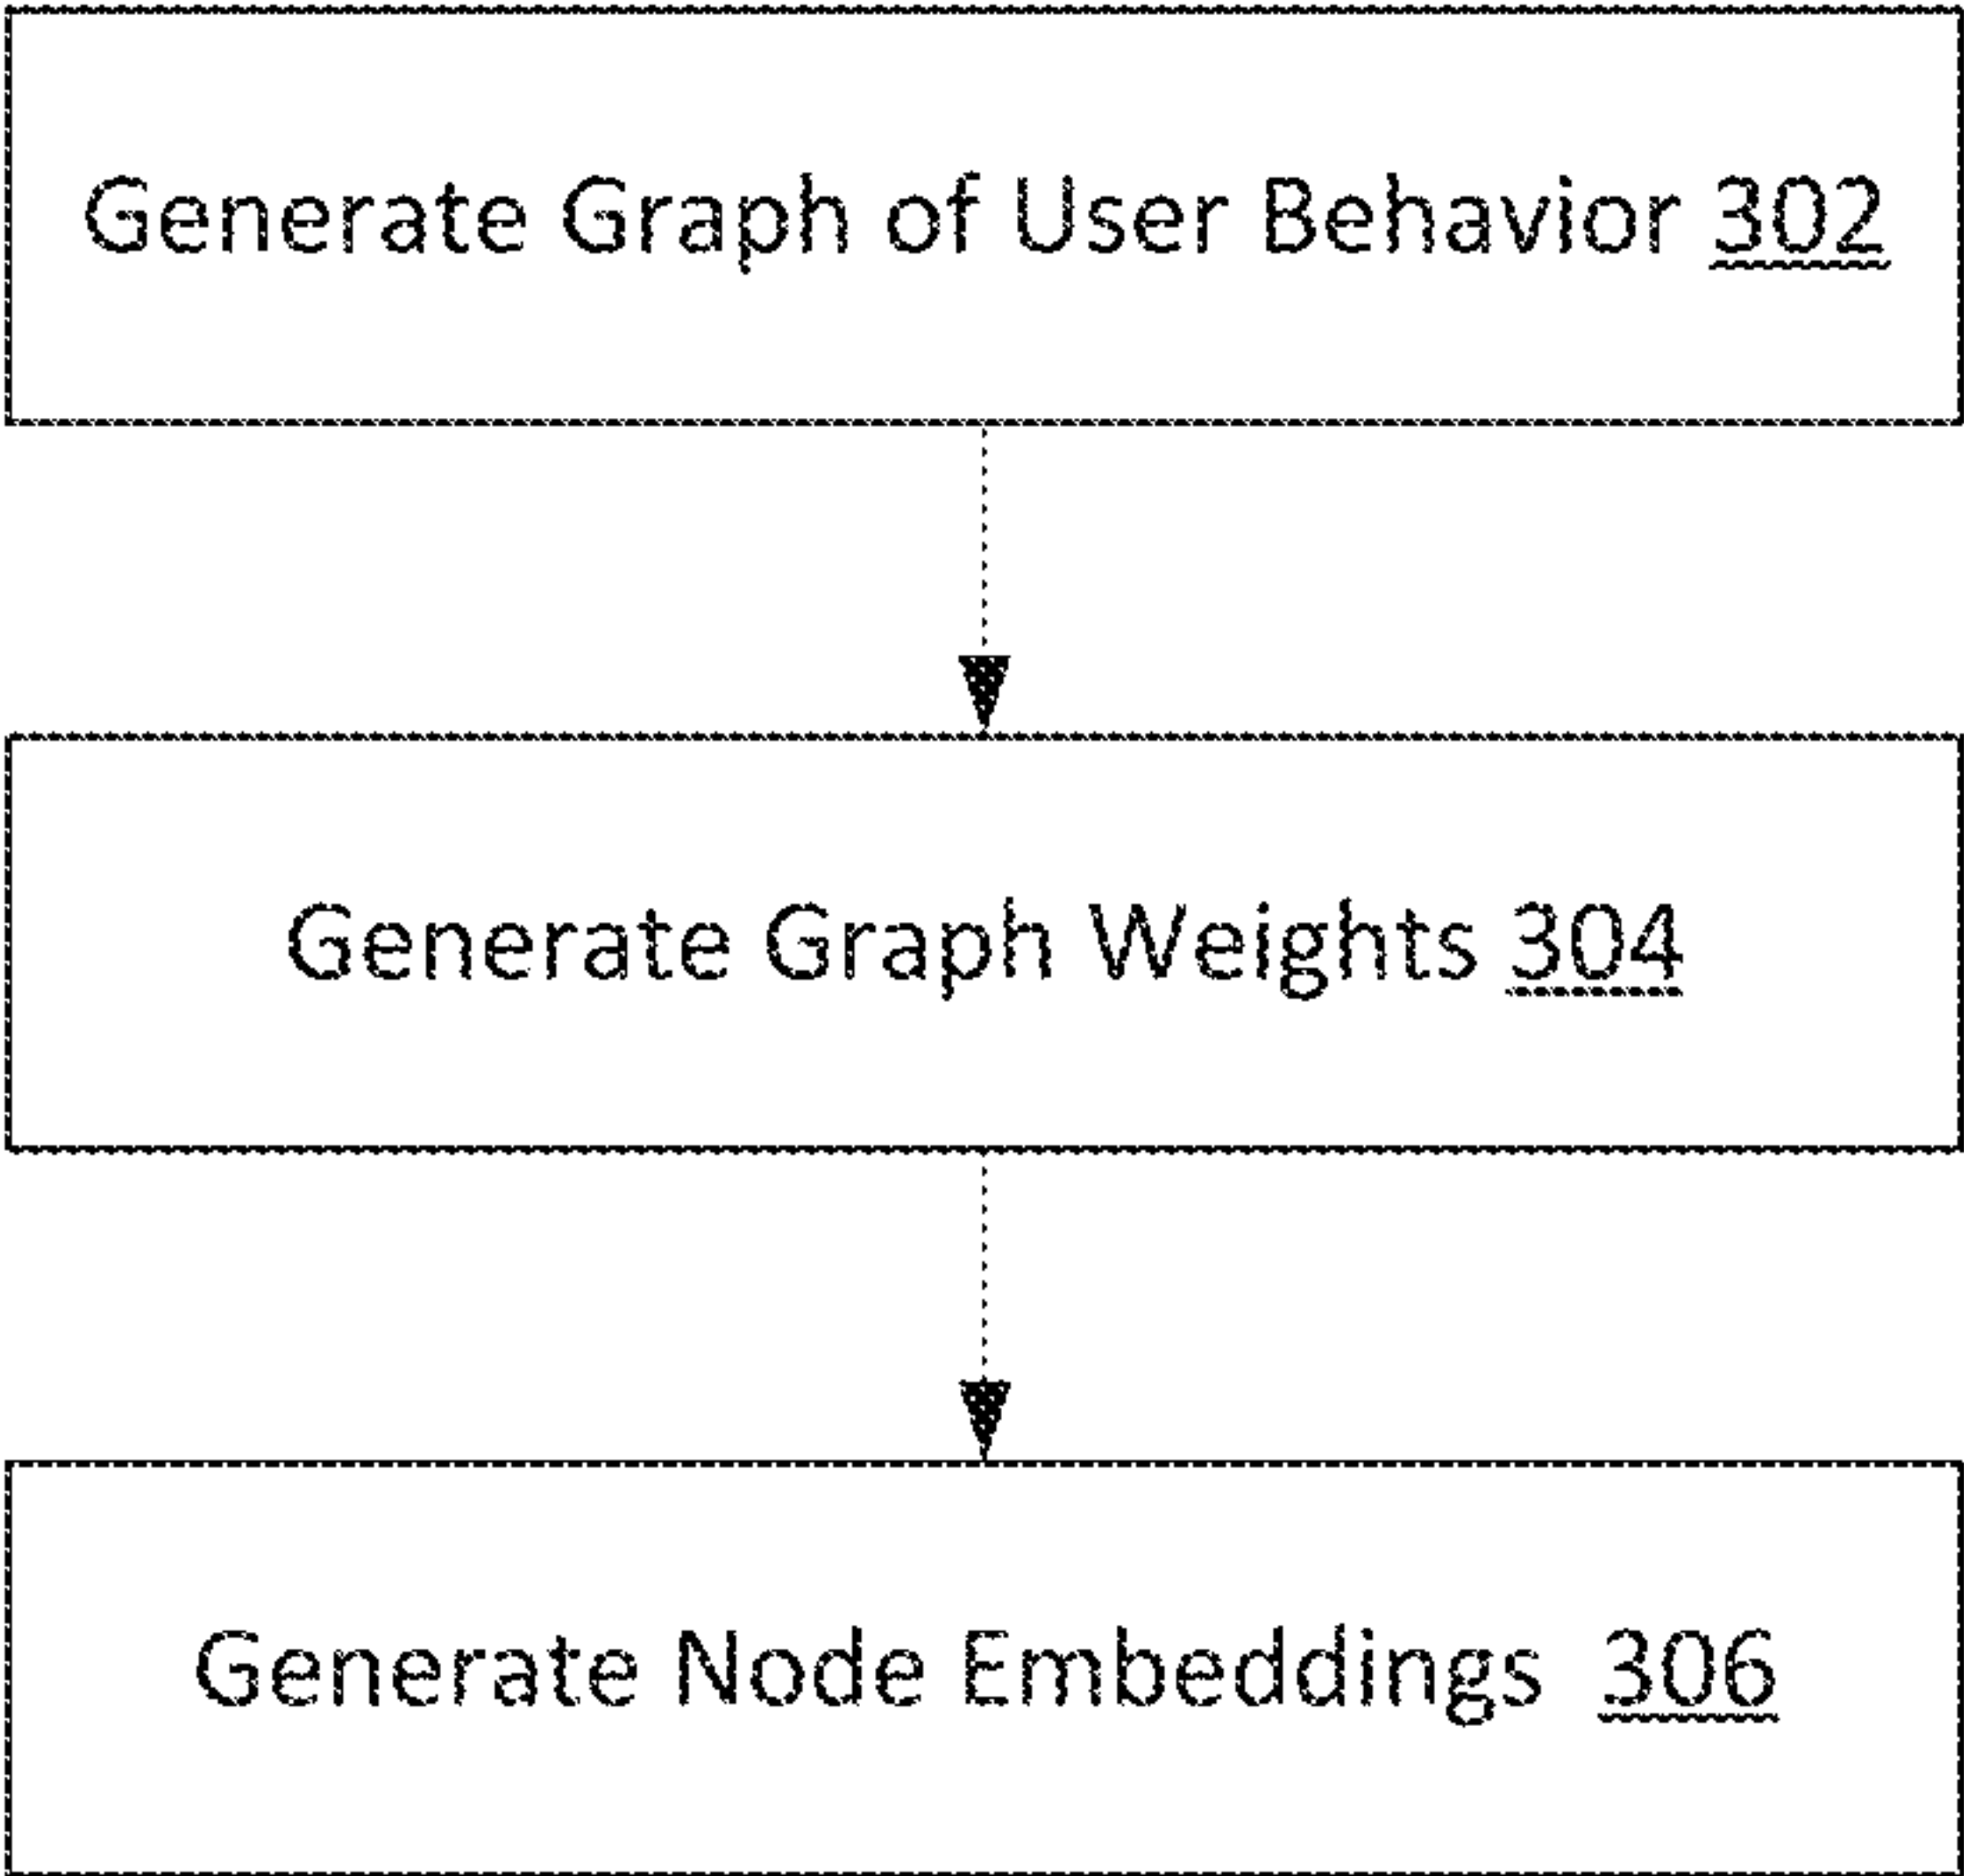 Generate Graph of User Behavior 302
Generate Graph Weights 304
Generate Node Embeddings 306